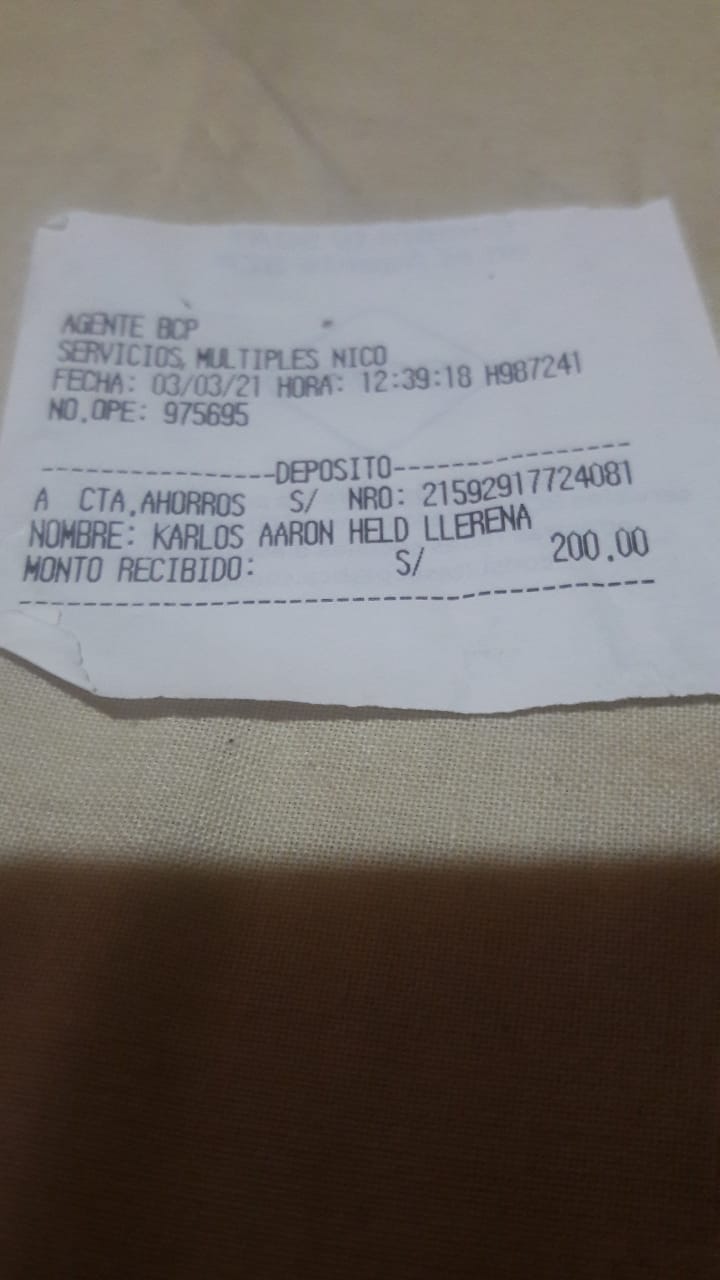 AGENTE BCP
SERVICIOS MULTIPLES NICO
FECHA: 03/03/21 HORA: 12:39:18 H987241
NO.OPE: 975695
----------------DEPOSITO----------------
A CTA.AHORROS S/ NRO: 21592917724081
NOMBRE: KARLOS AARON HELD LLERENA
MONTO RECIBIDO: S/ 200.00